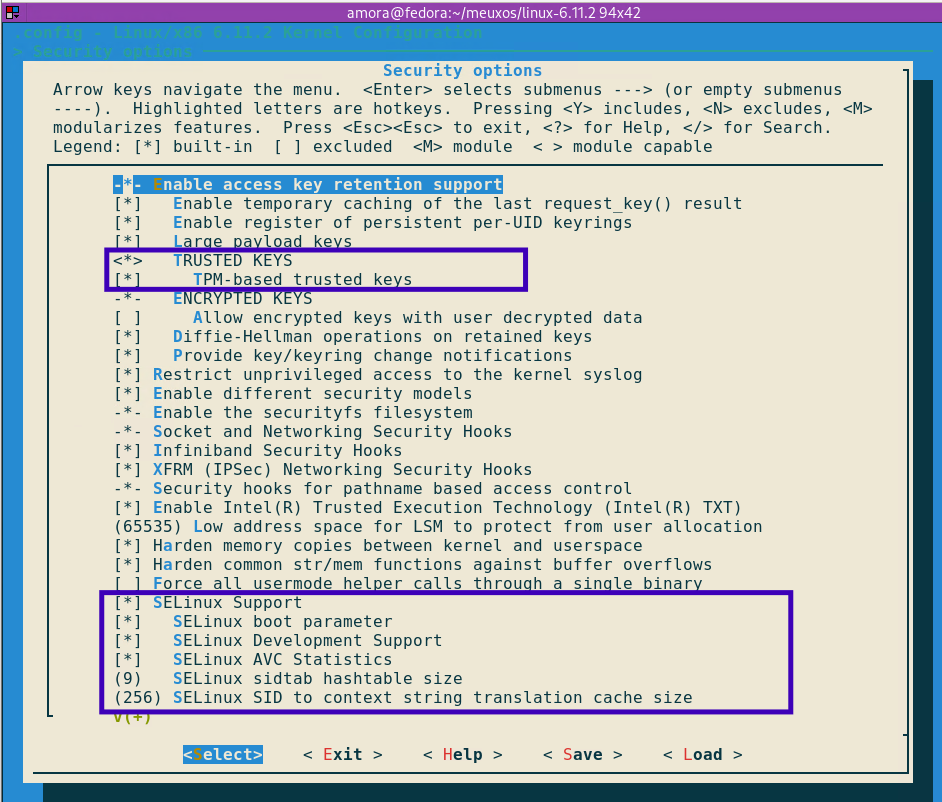 amora@fedora:~/meuxos/linux-6.11.2 94x42
.config - Linux/x86 6.11.2 Kernel Configuration
> Security options
Security options
Arrow keys navigate the menu.  <Enter> selects submenus ---> (or empty submenus
----).  Highlighted letters are hotkeys.  Pressing <Y> includes, <N> excludes, <M>
modularizes features.  Press <Esc><Esc> to exit, <?> for Help, </> for Search.
Legend: [*] built-in  [ ] excluded  <M> module  < > module capable
-*- Enable access key retention support
[*]   Enable temporary caching of the last request_key() result
[*]   Enable register of persistent per-UID keyrings
[*]   Large payload keys
<*>   TRUSTED KEYS
[*]     TPM-based trusted keys
-*-   ENCRYPTED KEYS
[ ]     Allow encrypted keys with user decrypted data
[*]   Diffie-Hellman operations on retained keys
[*]   Provide key/keyring change notifications
[*] Restrict unprivileged access to the kernel syslog
[*] Enable different security models
-*- Enable the securityfs filesystem
-*- Socket and Networking Security Hooks
[*] Infiniband Security Hooks
[*] XFRM (IPSec) Networking Security Hooks
-*- Security hooks for pathname based access control
[*] Enable Intel(R) Trusted Execution Technology (Intel(R) TXT)
(65535) Low address space for LSM to protect from user allocation
[*] Harden memory copies between kernel and userspace
[*] Harden common str/mem functions against buffer overflows
[ ] Force all usermode helper calls through a single binary
[*] SELinux Support
[*]   SELinux boot parameter
[*]   SELinux Development Support
[*]   SELinux AVC Statistics
(9)   SELinux sidtab hashtable size
(256) SELinux SID to context string translation cache size
v(+)
<Select>    < Exit >    < Help >    < Save >    < Load >